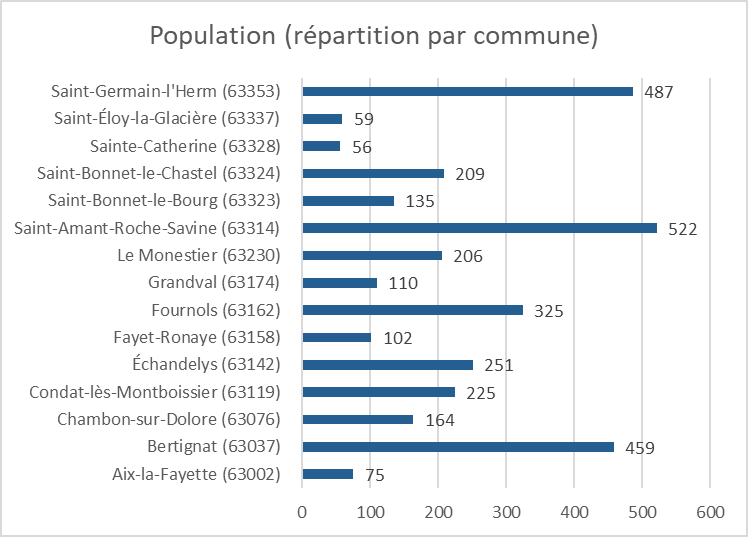 Population (répartition par commune)
Saint-Germain-l'Herm (63353) 487
Saint-Éloy-la-Glacière (63337) 59
Sainte-Catherine (63328) 56
Saint-Bonnet-le-Chastel (63324) 209
Saint-Bonnet-le-Bourg (63323) 135
Saint-Amant-Roche-Savine (63314) 522
Le Monestier (63230) 206
Grandval (63174) 110
Fournols (63162) 325
Fayet-Ronaye (63158) 102
Échandelys (63142) 251
Condat-lès-Montboissier (63119) 225
Chambon-sur-Dolore (63076) 164
Bertignat (63037) 459
Aix-la-Fayette (63002) 75
0 100 200 300 400 500 600